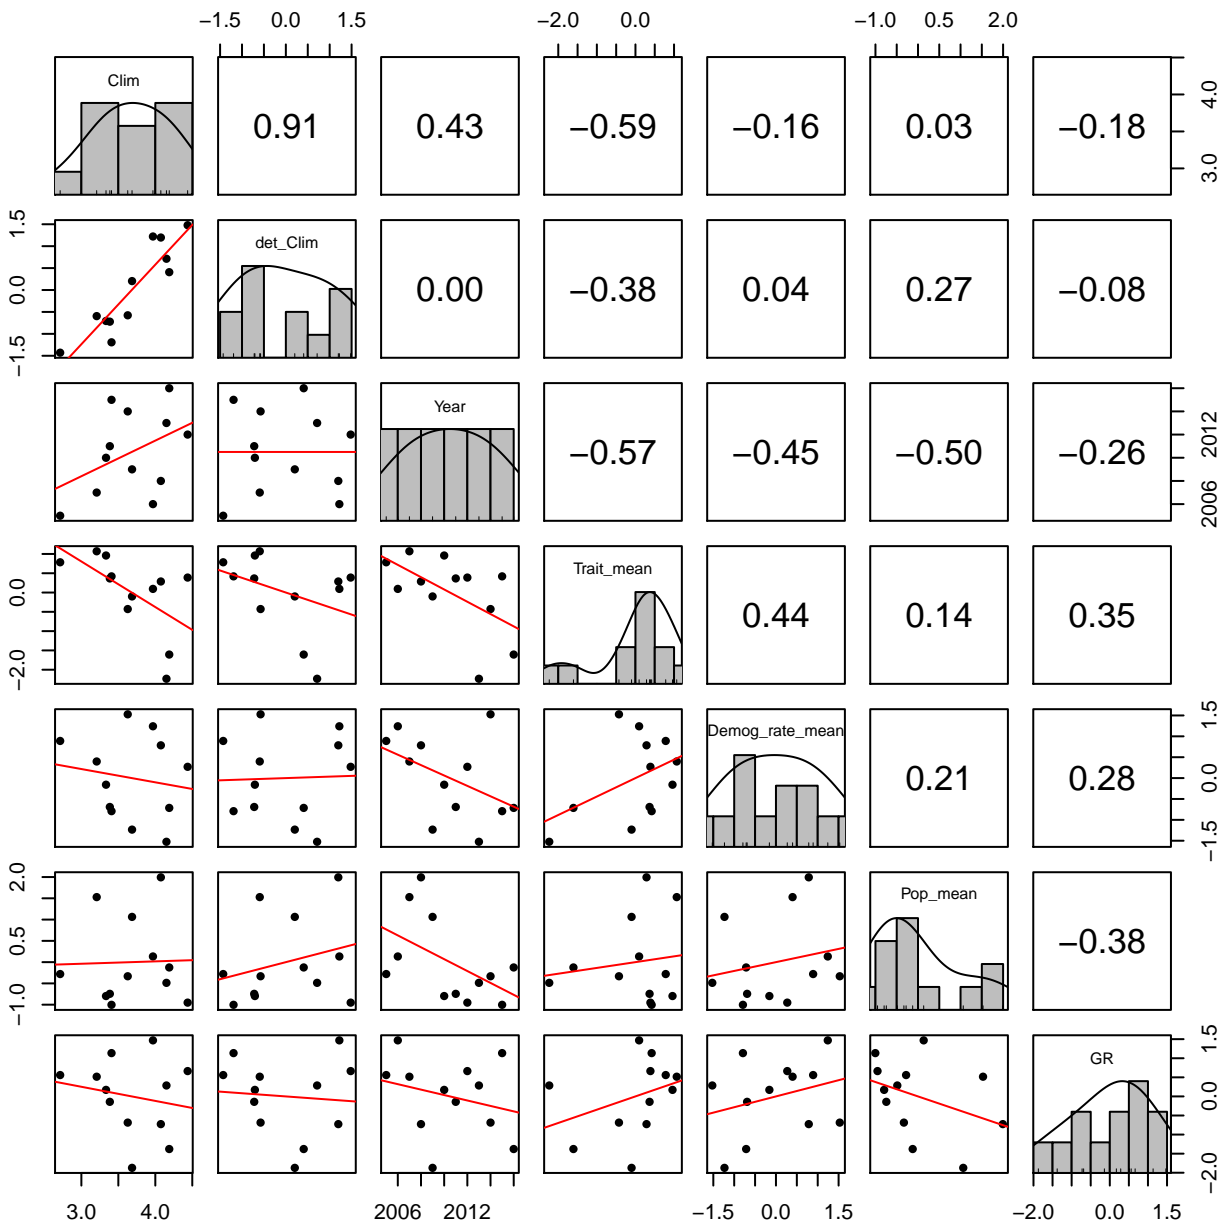 −1.5 0.0 1.5 −2.0 0.0 −1.0 0.5 2.0
Clim
0.91 0.43 −0.59 −0.16 0.03 −0.18
3.0 4.0
−1.5 0.0 1.5
det_Clim
0.00 −0.38 0.04 0.27 −0.08
Year
−0.57 −0.45 −0.50 −0.26
2006 2012
−2.0 0.0
Trait_mean
0.44 0.14 0.35
Demog_rate_mean
0.21 0.28
−1.5 0.0 1.5
−1.0 0.5 2.0
Pop_mean
−0.38
GR
−2.0 0.0 1.5
3.0 4.0 2006 2012 −1.5 0.0 1.5 −2.0 0.0 1.5